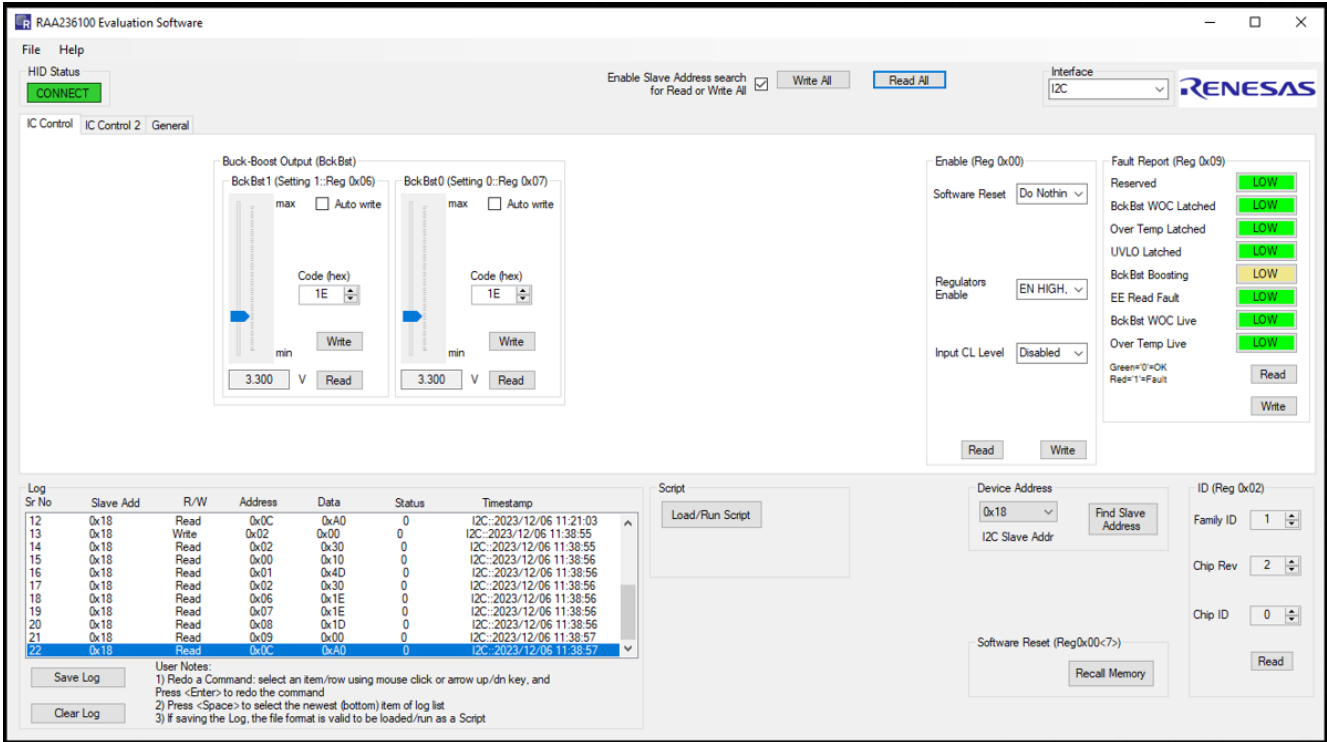 RAA236100 Evaluation Software
File Help
HID Status
CONNECT
Enable Slave Address search
for Read or Write All
Write All
Read All
Interface
I2C
RENESAS
IC Control IC Control 2 General
Buck-Boost Output (BckBst)
BckBst1 (Setting 1::Reg 0x06)
max Auto write
Code (hex)
1E
Write
min
3.300 V Read
BckBst0 (Setting 0::Reg 0x07)
max Auto write
Code (hex)
1E
Write
min
3.300 V Read
Enable (Reg 0x00)
Software Reset Do Nothin
Regulators
Enable
EN HIGH,
Input CL Level Disabled
Read Write
Fault Report (Reg 0x09)
Reserved LOW
BckBst WOC Latched LOW
Over Temp Latched LOW
UVLO Latched LOW
BckBst Boosting LOW
EE Read Fault LOW
BckBst WOC Live LOW
Over Temp Live LOW
Green='0'=OK
Red='1'=Fault
Read
Write
Log
Sr No Slave Add R/W Address Data Status Timestamp
12 0x18 Read 0x0C 0xA0 0 I2C::2023/12/06 11:21:03
13 0x18 Write 0x02 0x00 0 I2C::2023/12/06 11:38:55
14 0x18 Read 0x02 0x30 0 I2C::2023/12/06 11:38:55
15 0x18 Read 0x00 0x10 0 I2C::2023/12/06 11:38:56
16 0x18 Read 0x01 0x4D 0 I2C::2023/12/06 11:38:56
17 0x18 Read 0x02 0x30 0 I2C::2023/12/06 11:38:56
18 0x18 Read 0x06 0x1E 0 I2C::2023/12/06 11:38:56
19 0x18 Read 0x07 0x1E 0 I2C::2023/12/06 11:38:56
20 0x18 Read 0x08 0x1D 0 I2C::2023/12/06 11:38:56
21 0x18 Read 0x09 0x00 0 I2C::2023/12/06 11:38:57
22 0x18 Read 0x0C 0xA0 0 I2C::2023/12/06 11:38:57
Save Log
Clear Log
User Notes:
1) Redo a Command: select an item/row using mouse click or arrow up/dn key, and
Press <Enter> to redo the command
2) Press <Space> to select the newest (bottom) item of log list
3) If saving the Log, the file format is valid to be loaded/run as a Script
Script
Load/Run Script
Device Address
0x18
I2C Slave Addr
Find Slave
Address
Software Reset (Reg0x00<7>)
Recall Memory
ID (Reg 0x02)
Family ID 1
Chip Rev 2
Chip ID 0
Read